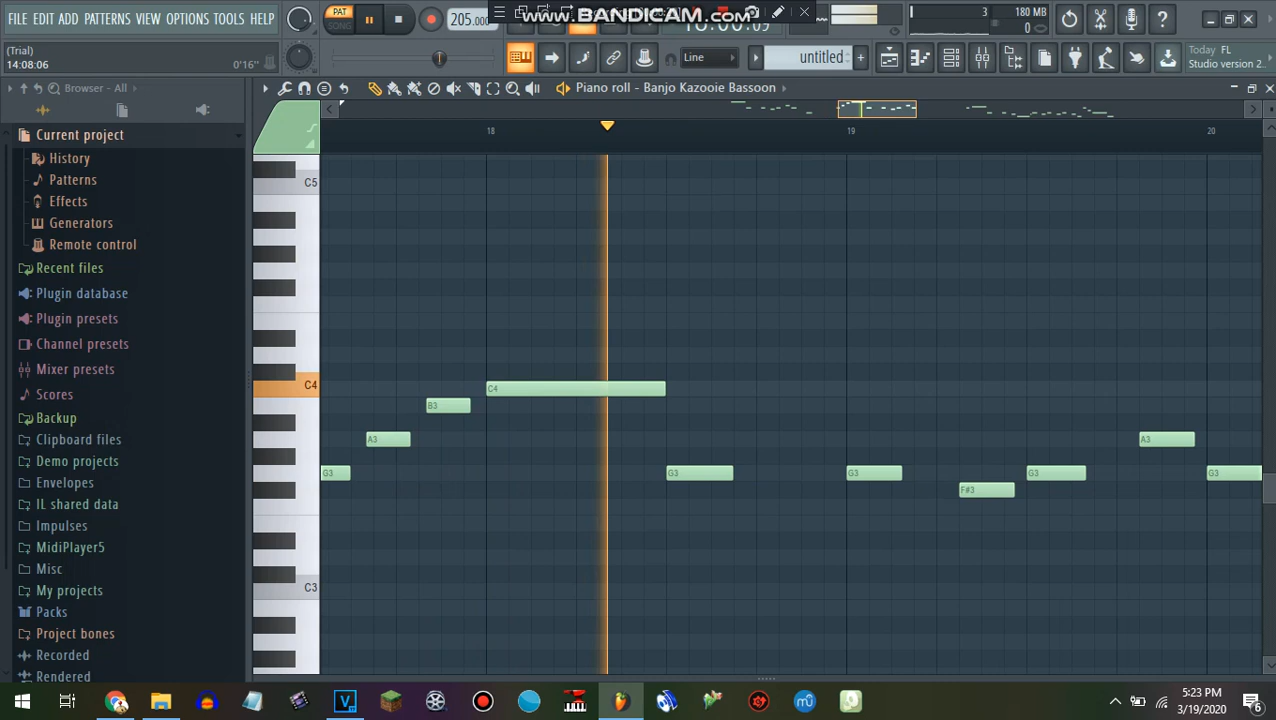 FILE EDIT ADD PATTERNS VIEW OPTIONS TOOLS HELP
PAT
SONG
205.000
www.BANDICAM.com
3
180 MB
0
(Trial)
14:08:06
0'16"
Line
untitled
Today FL
Studio version 2..
Browser - All
Piano roll - Banjo Kazooie Bassoon
Current project
History
Patterns
Effects
Generators
Remote control
Recent files
Plugin database
Plugin presets
Channel presets
Mixer presets
Scores
Backup
Clipboard files
Demo projects
Envelopes
IL shared data
Impulses
MidiPlayer5
Misc
My projects
Packs
Project bones
Recorded
Rendered
18
19
20
C5
C4
C3
C4
B3
A3
A3
G3
G3
G3
G3
G3
F#3
5:23 PM
3/19/2020
6